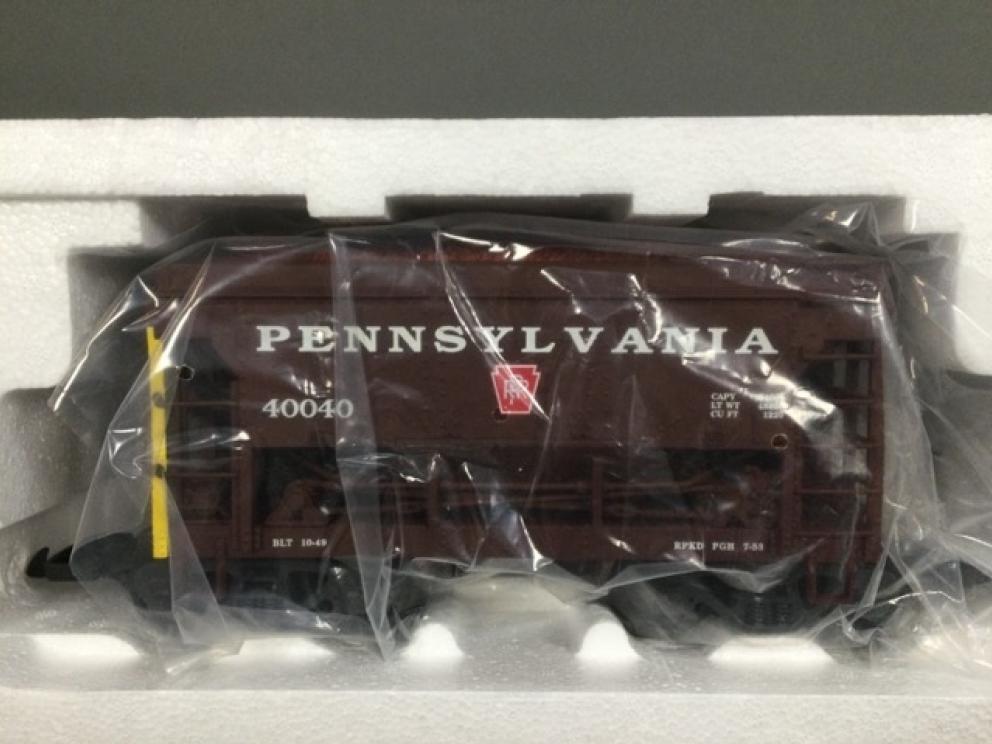 PENNSYLVANIA
PRR
40040
CAPY
LT WT
CU FT
BLT 10-49
RPKD PGH 7-53